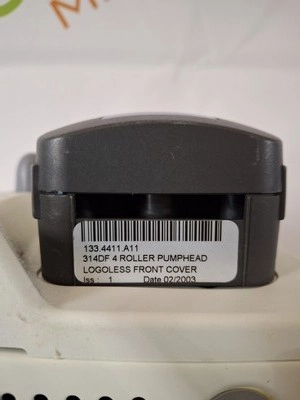 133.4411.A11
314DF 4 ROLLER PUMPHEAD
LOGOLESS FRONT COVER
Iss : 1 Date 02/2003